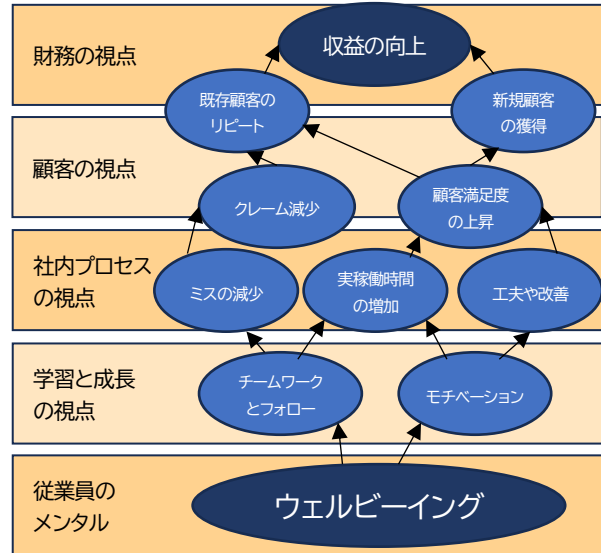 財務の視点
収益の向上
既存顧客の
リピート
新規顧客
の獲得
顧客の視点
クレーム減少
顧客満足度
の上昇
社内プロセス
の視点
ミスの減少
実稼働時間
の増加
工夫や改善
学習と成長
の視点
チームワーク
とフォロー
モチベーション
従業員の
メンタル
ウェルビーイング